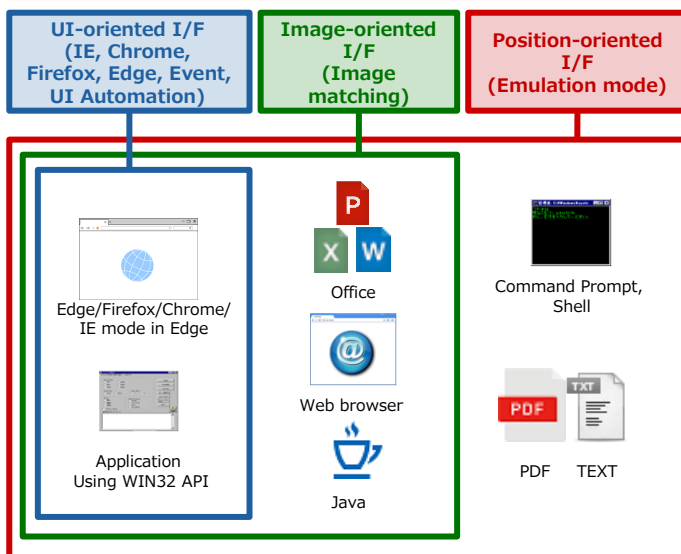 UI-oriented I/F
(IE, Chrome,
Firefox, Edge, Event,
UI Automation)
Image-oriented
I/F
(Image
matching)
Position-oriented
I/F
(Emulation mode)
Edge/Firefox/Chrome/
IE mode in Edge
Application
Using WIN32 API
P
X
W
Office
@
Web browser
Java
Command Prompt,
Shell
PDF
TXT
PDF
TEXT